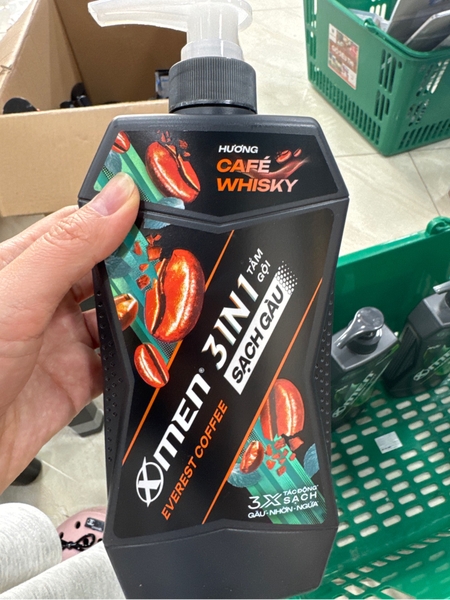 HƯƠNG
CAFÉ
WHISKY
3IN1 TẮM GỘI
SẠCH GÀU
XMEN®
EVEREST COFFEE
3X TÁC ĐỘNG SẠCH
GÀU·NHỜN·NGỨA